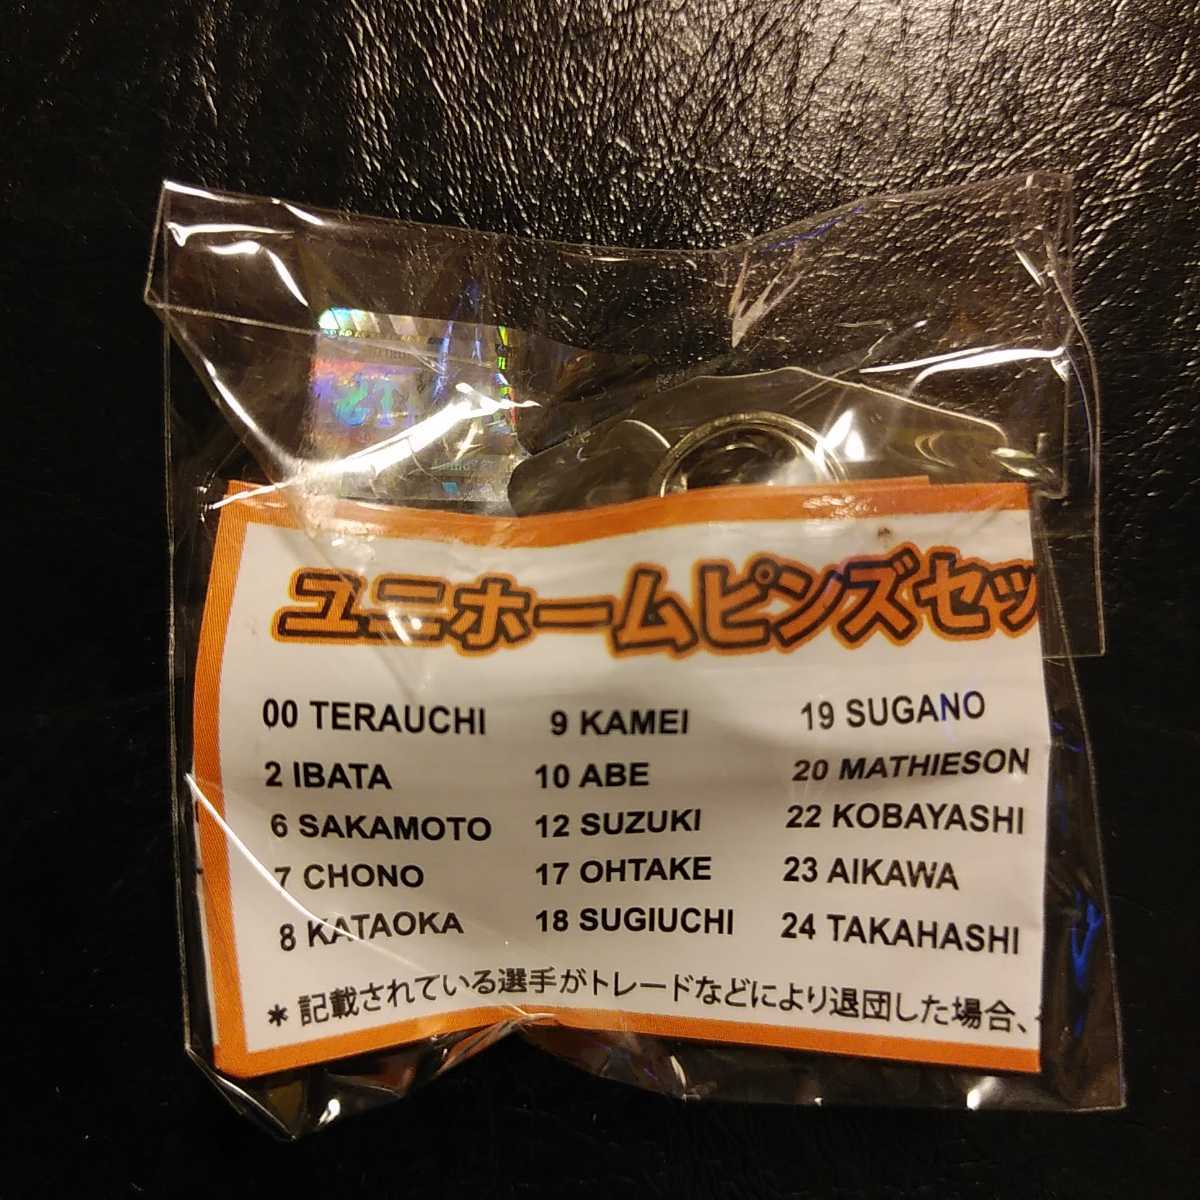 ユニホームピンズセッ
00 TERAUCHI
2 IBATA
6 SAKAMOTO
7 CHONO
8 KATAOKA
9 KAMEI
10 ABE
12 SUZUKI
17 OHTAKE
18 SUGIUCHI
19 SUGANO
20 MATHIESON
22 KOBAYASHI
23 AIKAWA
24 TAKAHASHI
* 記載されている選手がトレードなどにより退団した場合、